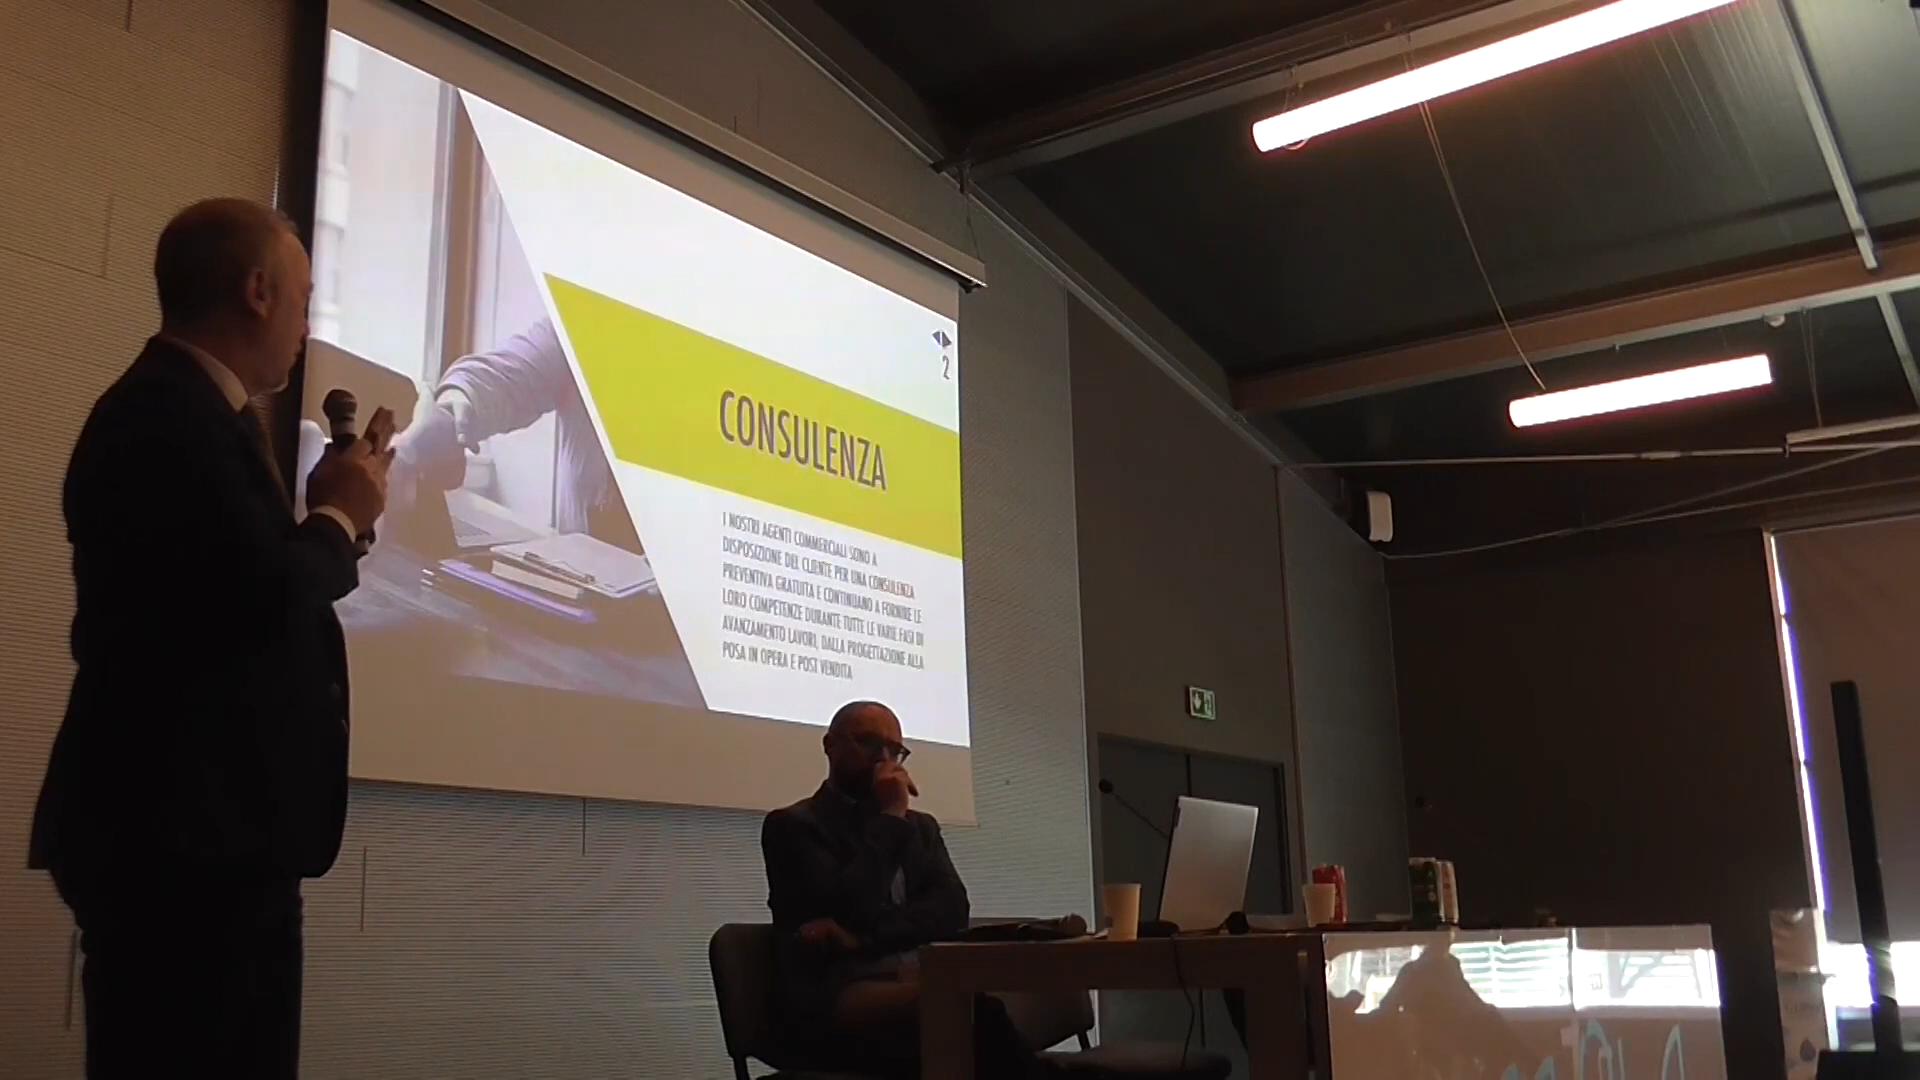 2
CONSULENZA
I NOSTRI AGENTI COMMERCIALI SONO A
DISPOSIZIONE DEL CLIENTE PER UNA CONSULENZA
PREVENTIVA GRATUITA E CONTINUANO A FORNIRE LE
LORO COMPETENZE DURANTE TUTTE LE VARIE FASI DI
AVANZAMENTO LAVORI, DALLA PROGETTAZIONE ALLA
POSA IN OPERA E POST VENDITA